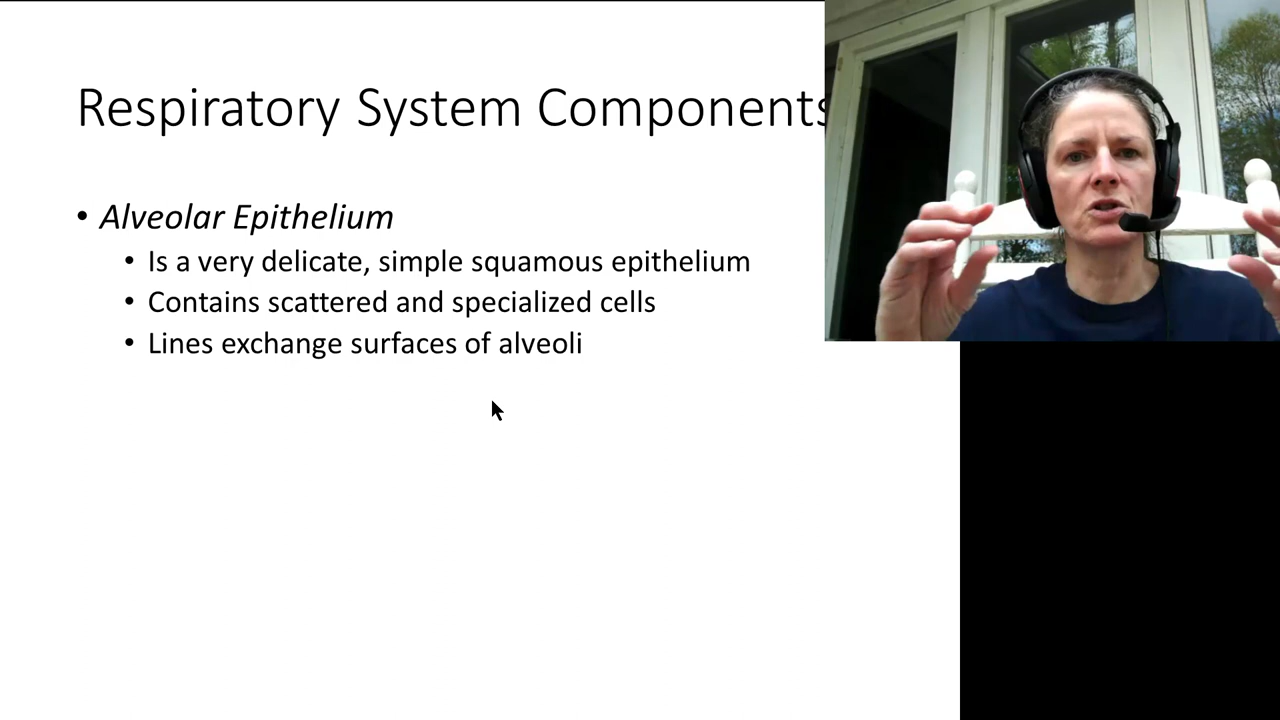 Respiratory System Components
• Alveolar Epithelium
• Is a very delicate, simple squamous epithelium
• Contains scattered and specialized cells
• Lines exchange surfaces of alveoli